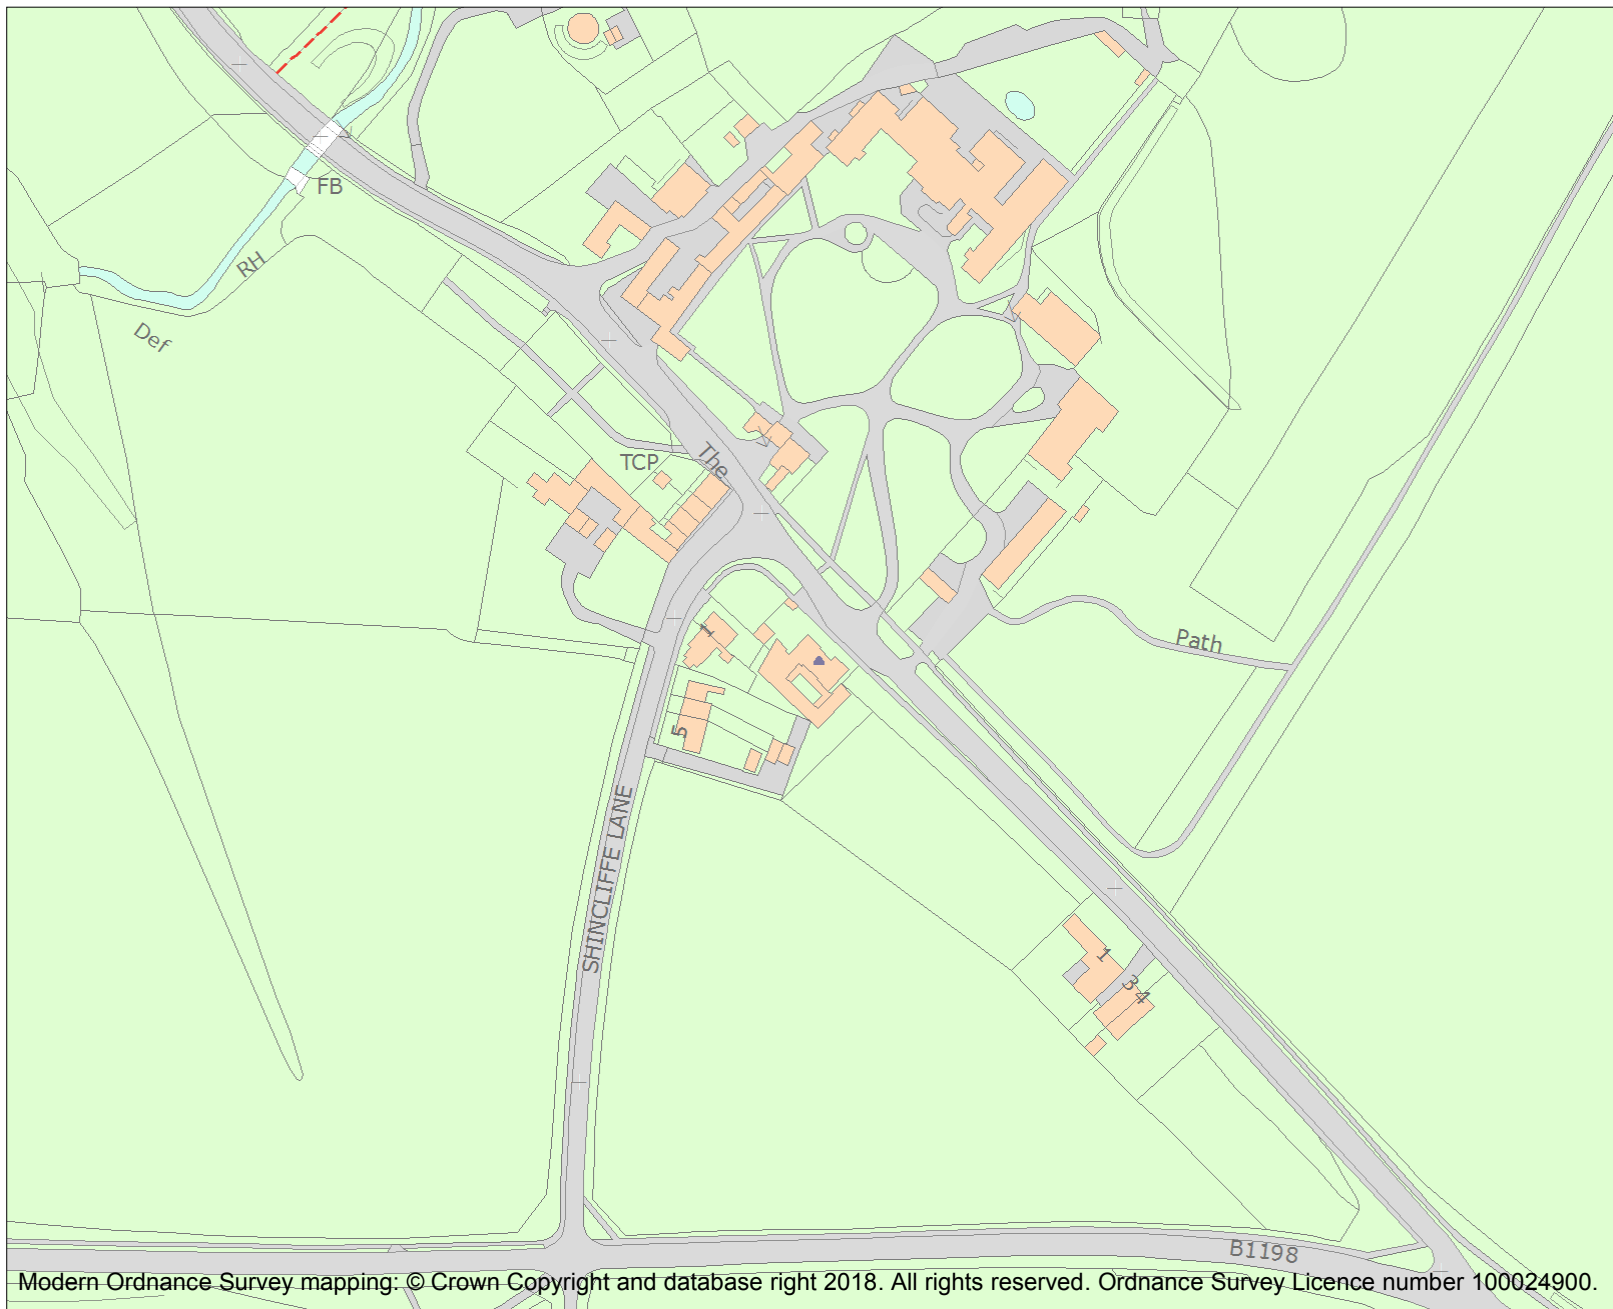 FB
RH
Def
The
TCP
Path
1
5
SHINCLIFFE LANE
1
3 4
B1198
Modern Ordnance Survey mapping: © Crown Copyright and database right 2018. All rights reserved. Ordnance Survey Licence number 100024900.